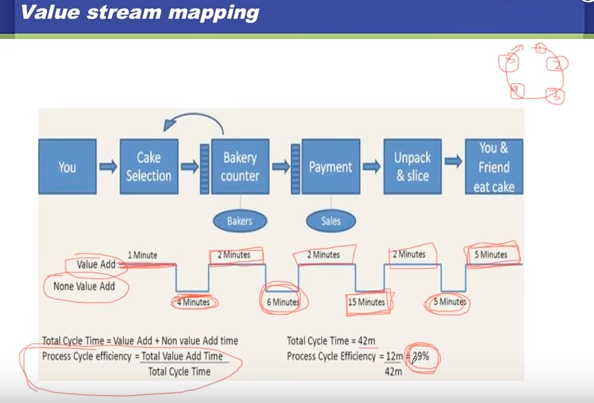 Value stream mapping
You
Cake
Selection
Bakery
counter
Payment
Unpack
& slice
You &
Friend
eat cake
Bakers
Sales
1 Minute
2 Minutes
2 Minutes
2 Minutes
5 Minutes
Value Add
None Value Add
4 Minutes
6 Minutes
15 Minutes
5 Minutes
Total Cycle Time = Value Add + Non value Add time
Process Cycle efficiency = Total Value Add Time
Total Cycle Time
Total Cycle Time = 42m
Process Cycle Efficiency = 12m = 29%
42m